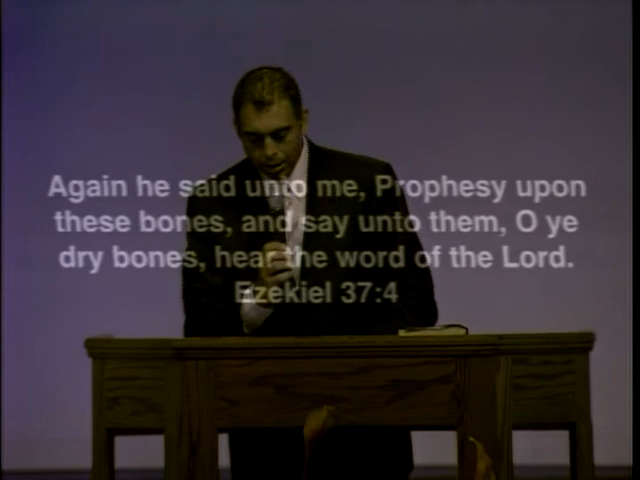 Again he said unto me, Prophesy upon
these bones, and say unto them, O ye
dry bones, hear the word of the Lord.
Ezekiel 37:4